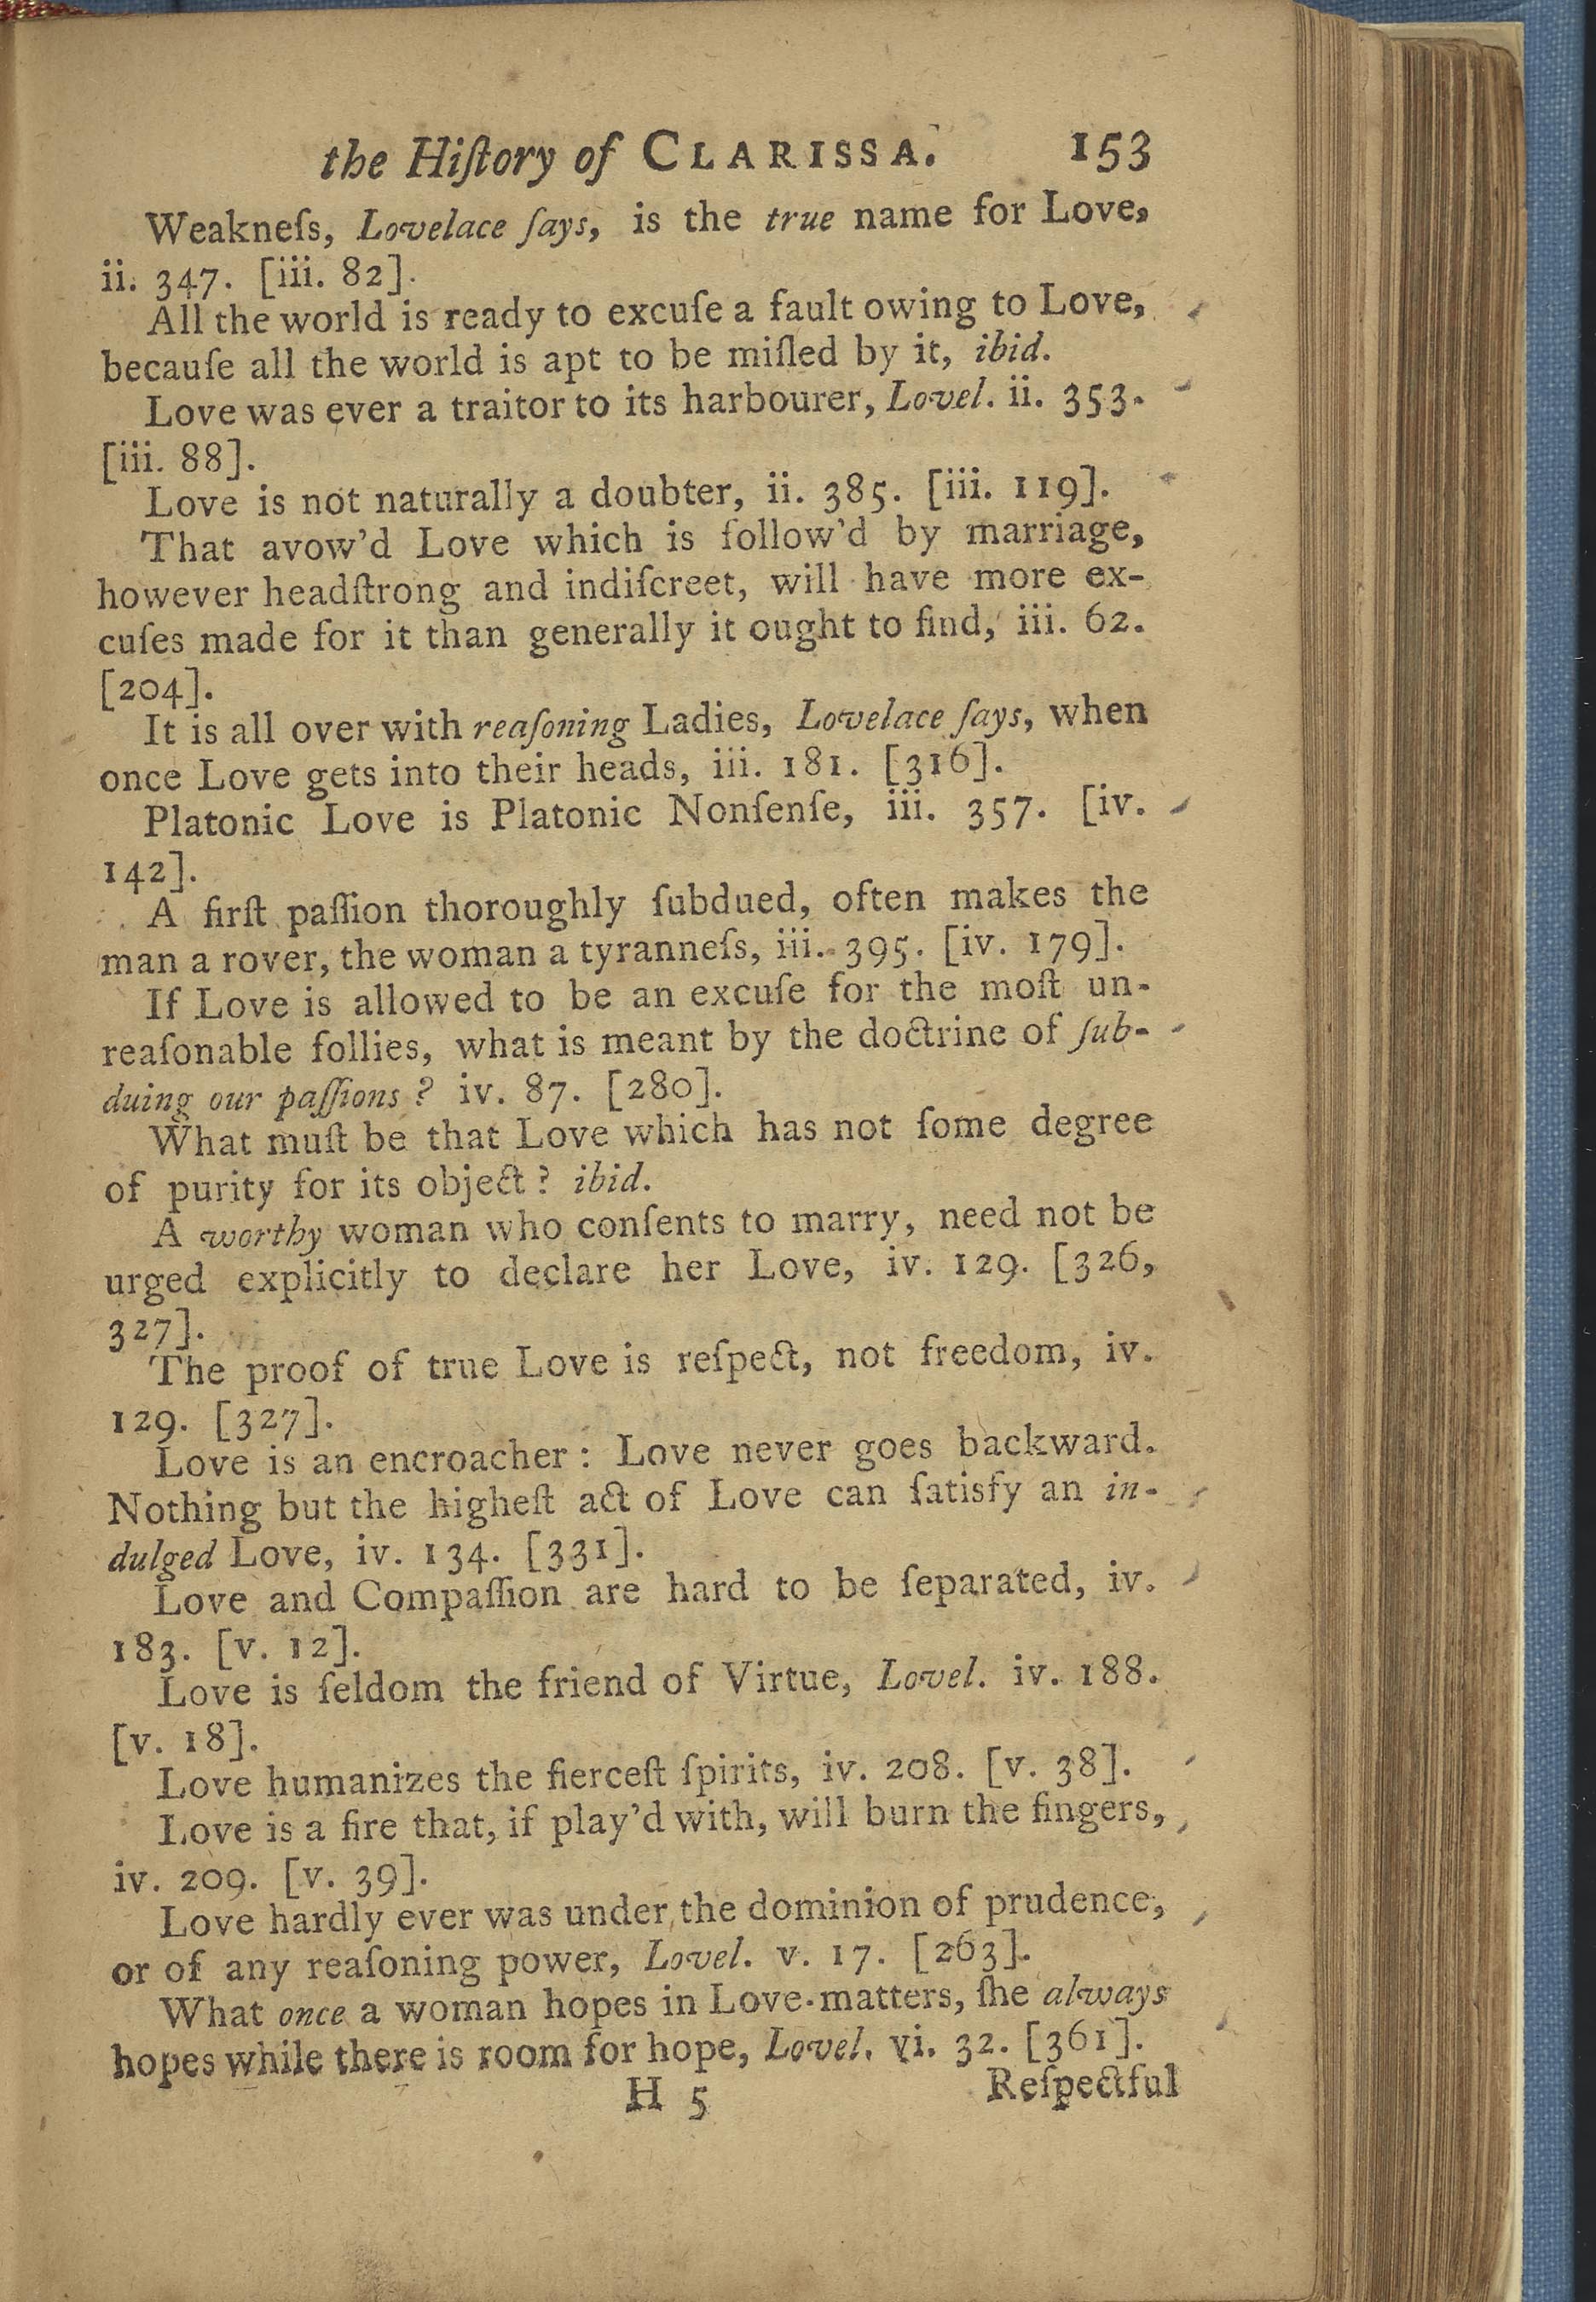 the Hiſtory of CLARISSA. 153
Weakneſs, Lovelace ſays, is the true name for Love,
ii. 347. [iii. 82].
All the world is ready to excuſe a fault owing to Love,
becauſe all the world is apt to be miſled by it, ibid.
Love was ever a traitor to its harbourer, Lovel. ii. 353.
[iii. 88].
Love is not naturally a doubter, ii. 385. [iii. 119].
That avow'd Love which is follow'd by marriage,
however headſtrong and indiſcreet, will have more ex-
cuſes made for it than generally it ought to find, iii. 62.
[204].
It is all over with reaſoning Ladies, Lovelace ſays, when
once Love gets into their heads, iii. 181. [316].
Platonic Love is Platonic Nonſenſe, iii. 357. [iv.
142].
A firſt paſſion thoroughly ſubdued, often makes the
man a rover, the woman a tyranneſs, iii. 395. [iv. 179].
If Love is allowed to be an excuſe for the moſt un-
reaſonable follies, what is meant by the doctrine of ſub-
duing our paſſions? iv. 87. [280].
What muſt be that Love which has not ſome degree
of purity for its object? ibid.
A worthy woman who conſents to marry, need not be
urged explicitly to declare her Love, iv. 129. [326,
327].
The proof of true Love is reſpect, not freedom, iv.
129. [327].
Love is an encroacher: Love never goes backward.
Nothing but the higheſt act of Love can ſatisfy an in-
dulged Love, iv. 134. [331].
Love and Compaſſion are hard to be ſeparated, iv.
183. [v. 12].
Love is ſeldom the friend of Virtue, Lovel. iv. 188.
[v. 18].
Love humanizes the fierceſt ſpirits, iv. 208. [v. 38].
Love is a fire that, if play'd with, will burn the fingers,
iv. 209. [v. 39].
Love hardly ever was under the dominion of prudence,
or of any reaſoning power, Lovel. v. 17. [263].
What once a woman hopes in Love-matters, ſhe always
hopes while there is room for hope, Lovel. vi. 32. [361].
H 5 Reſpectful